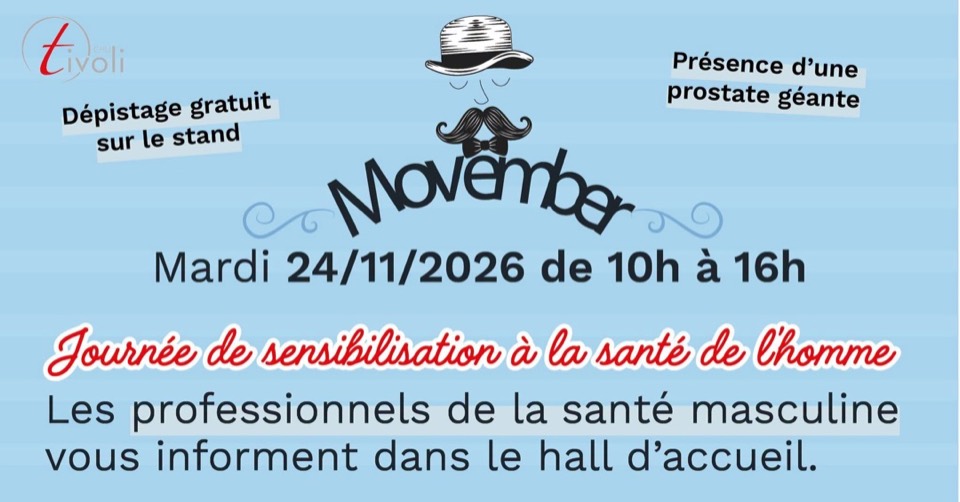 tivoli
Dépistage gratuit
sur le stand
Présence d'une
prostate géante
Movember
Mardi 24/11/2026 de 10h à 16h
Journée de sensibilisation à la santé de l'homme
Les professionnels de la santé masculine
vous informent dans le hall d'accueil.